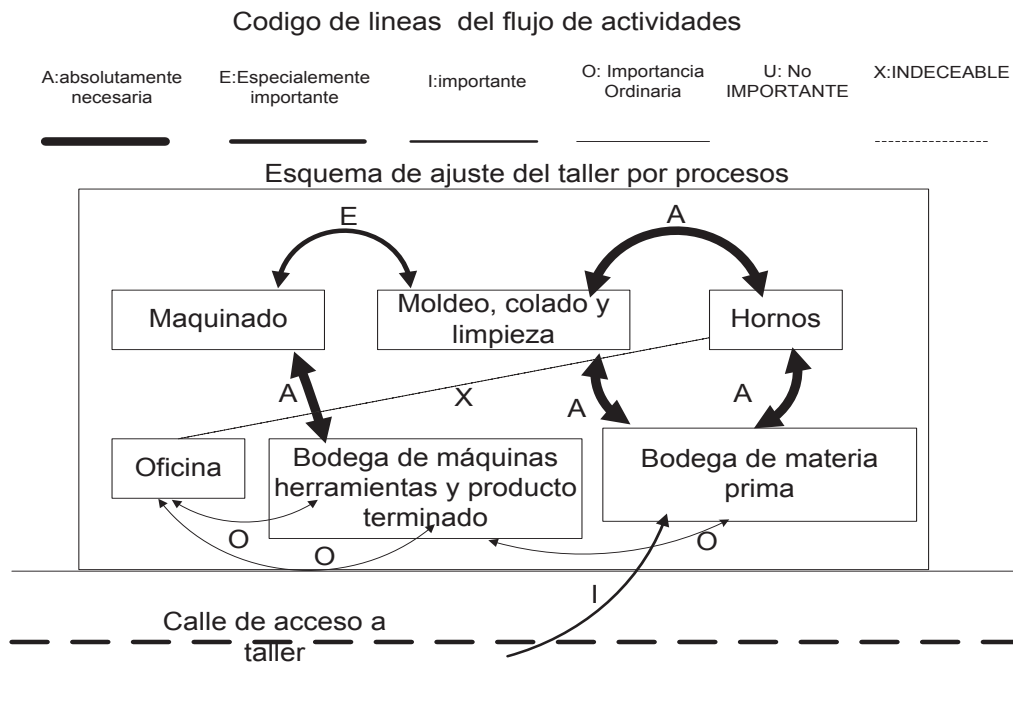 Codigo de lineas del flujo de actividades
A:absolutamente
necesaria
E:Especialemente
importante
I:importante
O: Importancia
Ordinaria
U: No
IMPORTANTE
X:INDECEABLE
Esquema de ajuste del taller por procesos
E
A
Maquinado
Moldeo, colado y
limpieza
Hornos
A
X
A
A
Oficina
Bodega de máquinas
herramientas y producto
terminado
Bodega de materia
prima
O
O
O
I
Calle de acceso a
taller